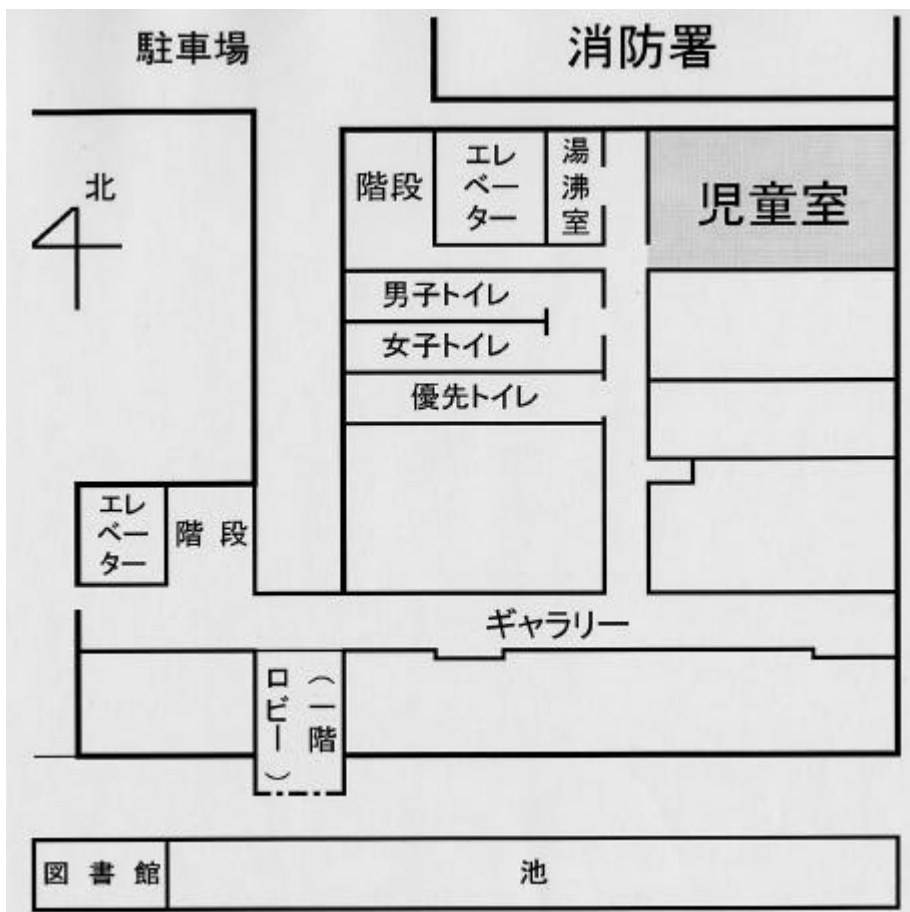 駐車場
消防署
北
階段
エレベーター
湯沸室
児童室
男子トイレ
女子トイレ
優先トイレ
エレベーター
階段
ギャラリー
ロビー
（一階）
図書館
池